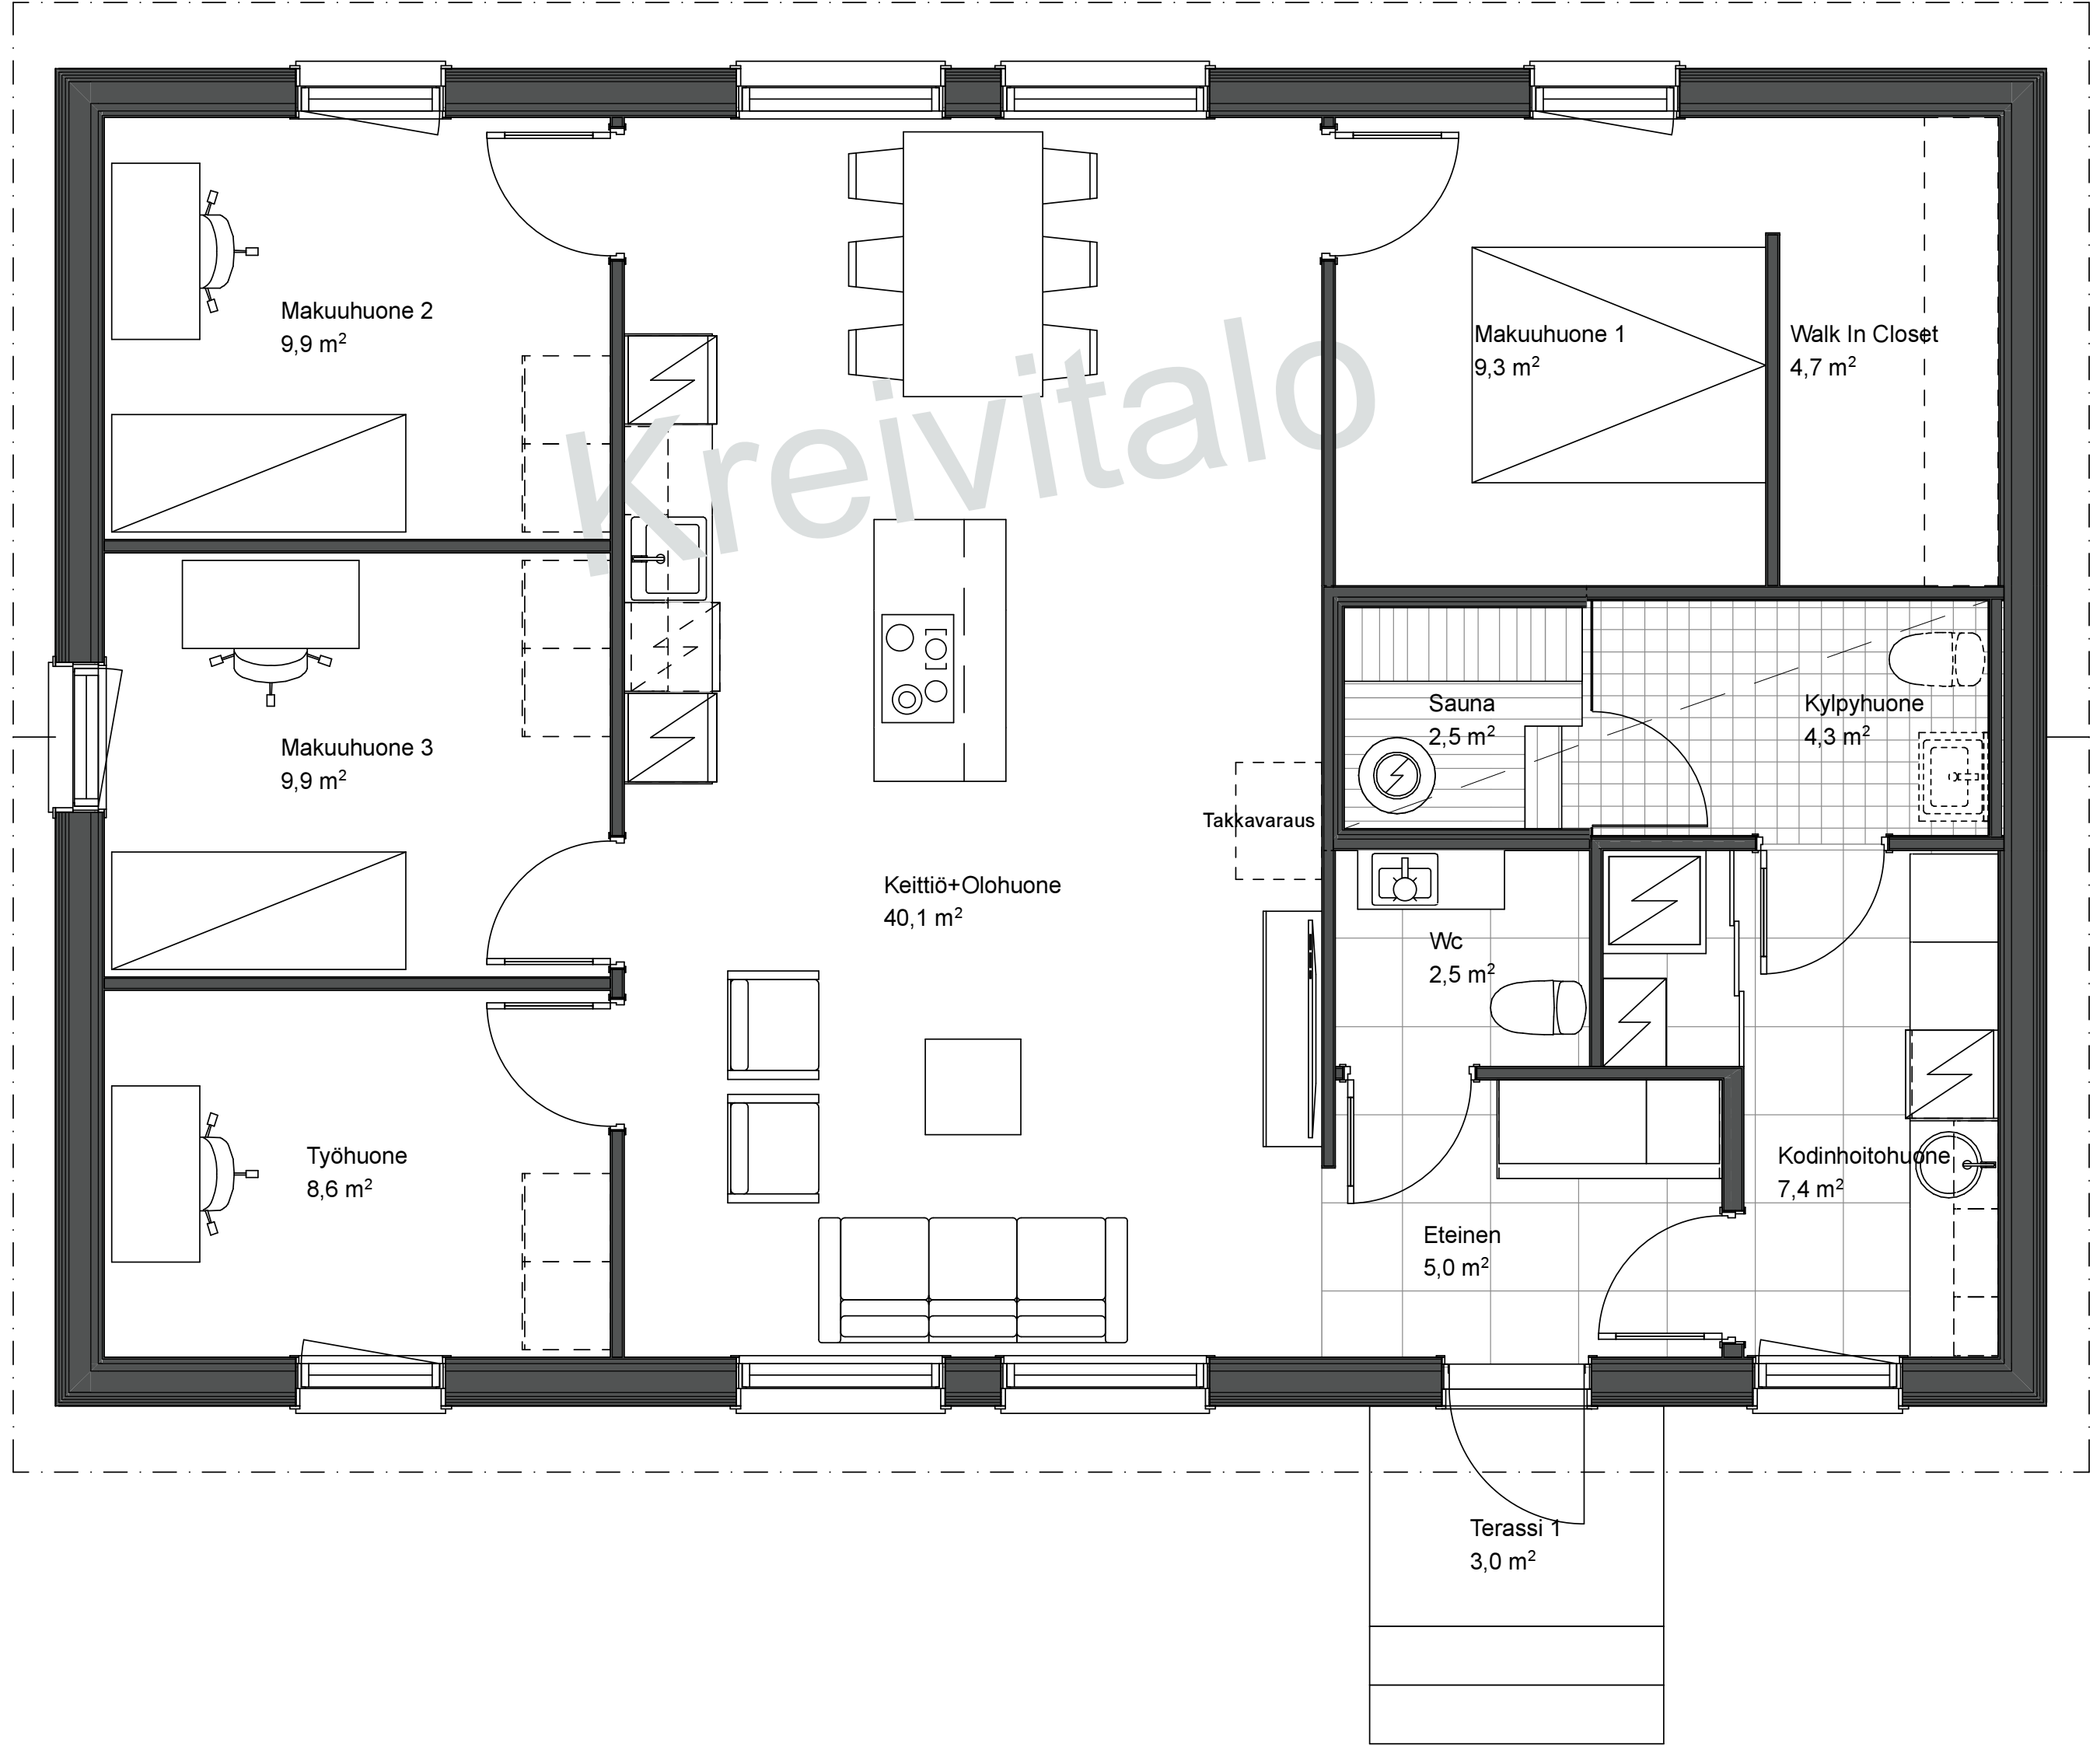 Makuuhuone 2
9,9 m²
Makuuhuone 1
9,3 m²
Walk In Closet
4,7 m²
Kreivitalo
Makuuhuone 3
9,9 m²
Sauna
2,5 m²
Kylpyhuone
4,3 m²
Takkavaraus
Keittiö+Olohuone
40,1 m²
Wc
2,5 m²
Työhuone
8,6 m²
Kodinhoitohuone
7,4 m²
Eteinen
5,0 m²
Terassi 1
3,0 m²